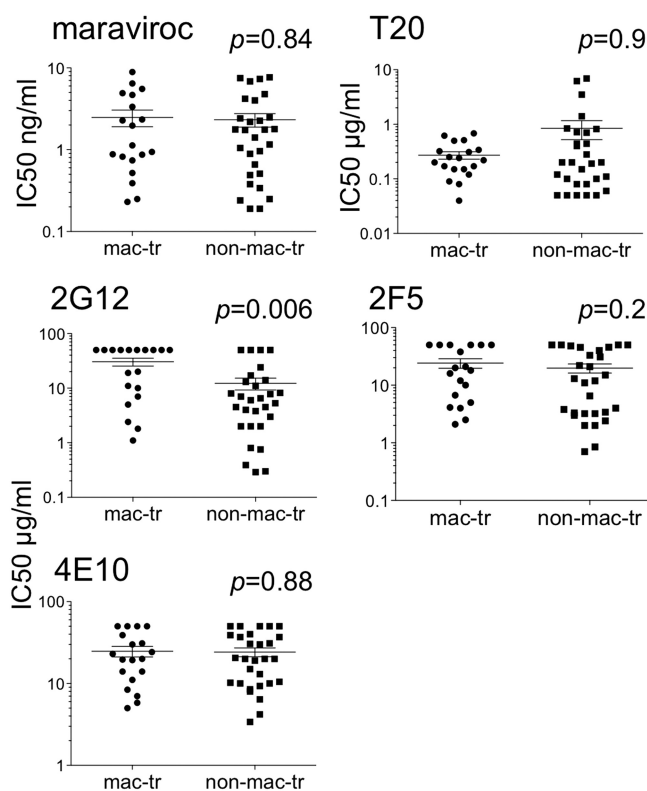 maraviroc
p=0.84
IC50 ng/ml
10
1
0.1
mac-tr non-mac-tr
T20
p=0.9
IC50 µg/ml
10
1
0.1
0.01
mac-tr non-mac-tr
2G12
p=0.006
100
10
1
0.1
mac-tr non-mac-tr
2F5
p=0.2
100
10
1
0.1
mac-tr non-mac-tr
IC50 µg/ml
4E10
p=0.88
100
10
1
mac-tr non-mac-tr